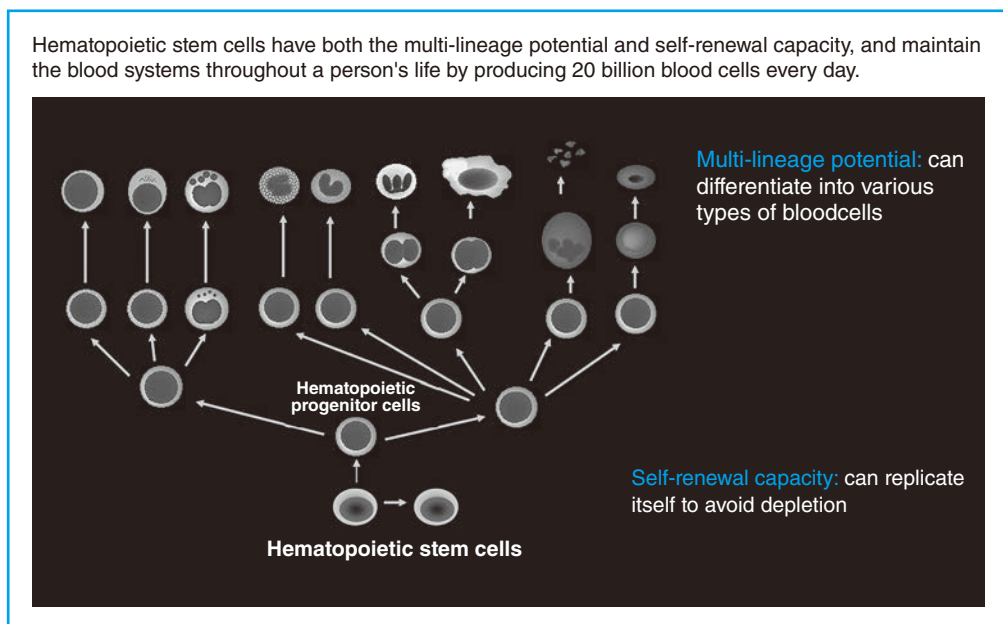 Hematopoietic stem cells have both the multi-lineage potential and self-renewal capacity, and maintain
the blood systems throughout a person's life by producing 20 billion blood cells every day.
Multi-lineage potential: can
differentiate into various
types of bloodcells
Hematopoietic
progenitor cells
Self-renewal capacity: can replicate
itself to avoid depletion
Hematopoietic stem cells